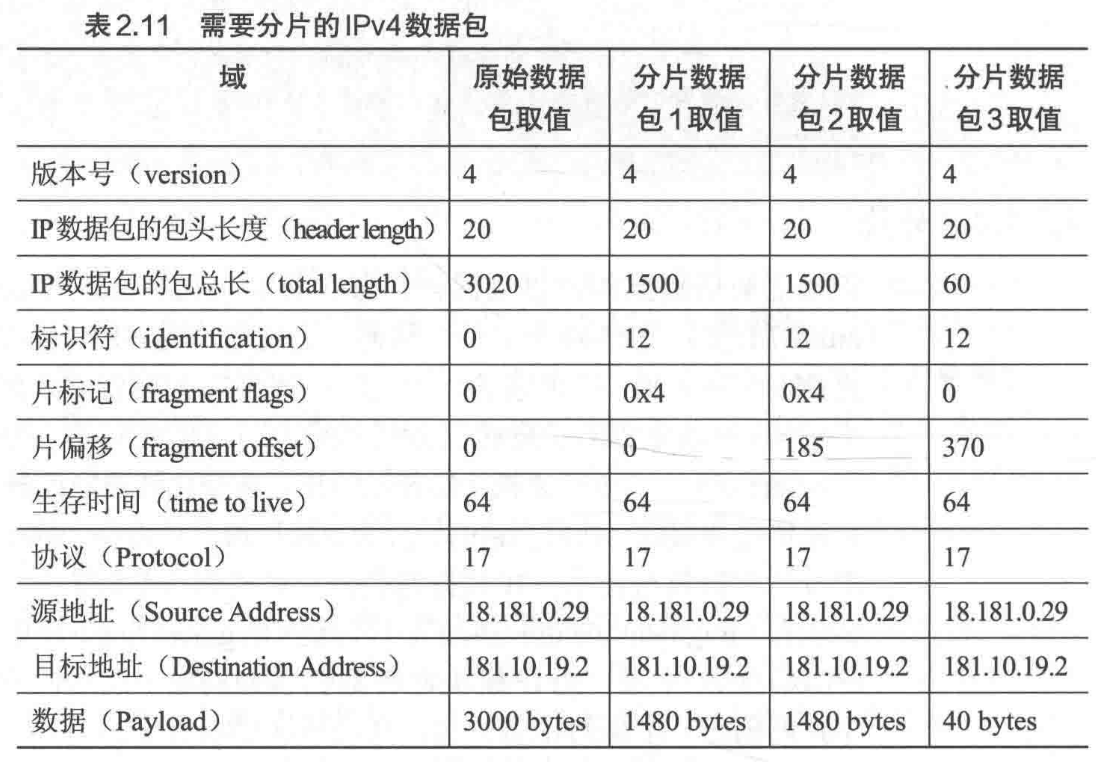 表2.11 需要分片的IPv4数据包
域 原始数据包取值 分片数据包1取值 分片数据包2取值 分片数据包3取值
版本号（version） 4 4 4 4
IP数据包的包头长度（header length） 20 20 20 20
IP数据包的包总长（total length） 3020 1500 1500 60
标识符（identification） 0 12 12 12
片标记（fragment flags） 0 0x4 0x4 0
片偏移（fragment offset） 0 0 185 370
生存时间（time to live） 64 64 64 64
协议（Protocol） 17 17 17 17
源地址（Source Address） 18.181.0.29 18.181.0.29 18.181.0.29 18.181.0.29
目标地址（Destination Address） 181.10.19.2 181.10.19.2 181.10.19.2 181.10.19.2
数据（Payload） 3000 bytes 1480 bytes 1480 bytes 40 bytes